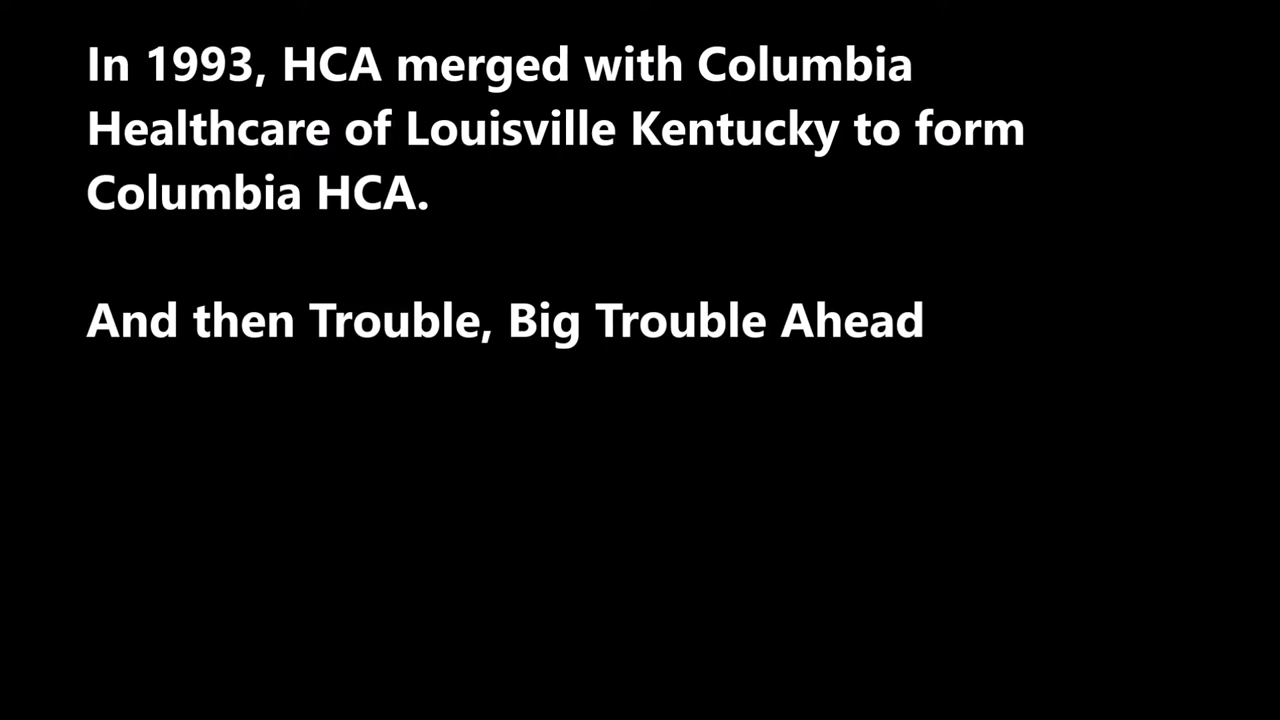 In 1993, HCA merged with Columbia
Healthcare of Louisville Kentucky to form
Columbia HCA.
And then Trouble, Big Trouble Ahead